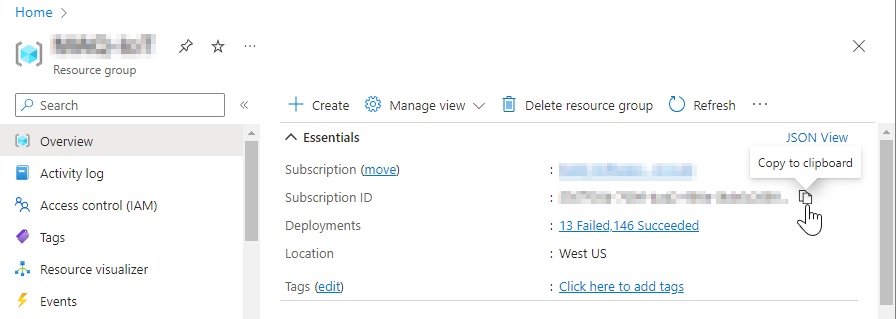 Home
Resource group
Search
Create Manage view Delete resource group Refresh
Essentials JSON View
Copy to clipboard
Overview
Activity log
Access control (IAM)
Tags
Resource visualizer
Events
Subscription (move) :
Subscription ID :
Deployments : 13 Failed,146 Succeeded
Location : West US
Tags (edit) : Click here to add tags